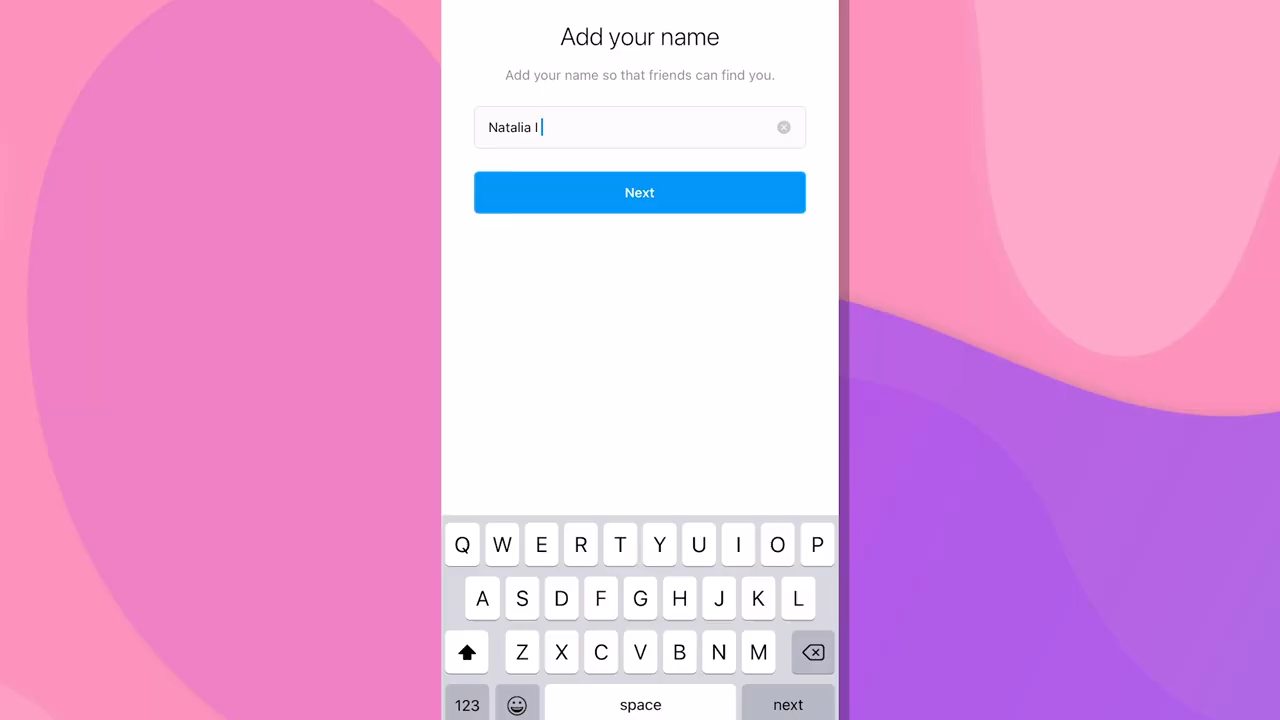 Add your name
Add your name so that friends can find you.
Natalia I
Next
Q W E R T Y U I O P
A S D F G H J K L
Z X C V B N M
123 space next